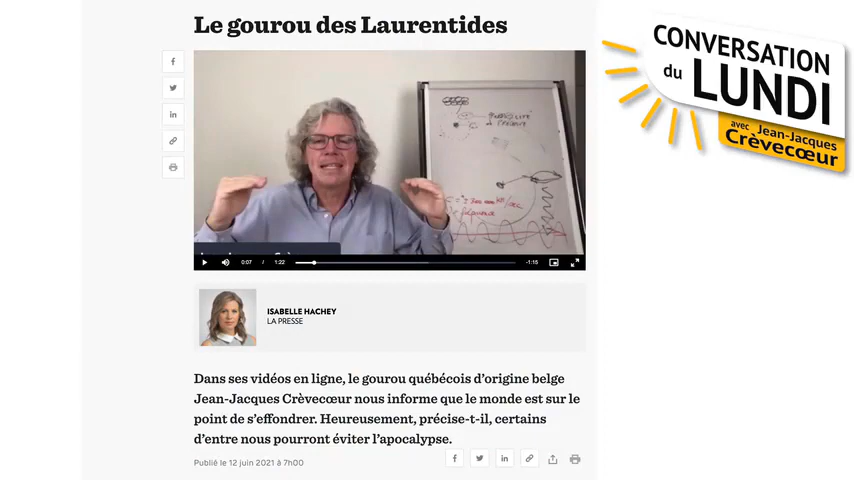 Le gourou des Laurentides
CONVERSATION
du LUNDI
avec Jean-Jacques
Crèvecœur
0:07 / 1:22
-1:15
ISABELLE HACHEY
LA PRESSE
Dans ses vidéos en ligne, le gourou québécois d'origine belge
Jean-Jacques Crèvecœur nous informe que le monde est sur le
point de s'effondrer. Heureusement, précise-t-il, certains
d'entre nous pourront éviter l'apocalypse.
Publié le 12 juin 2021 à 7h00